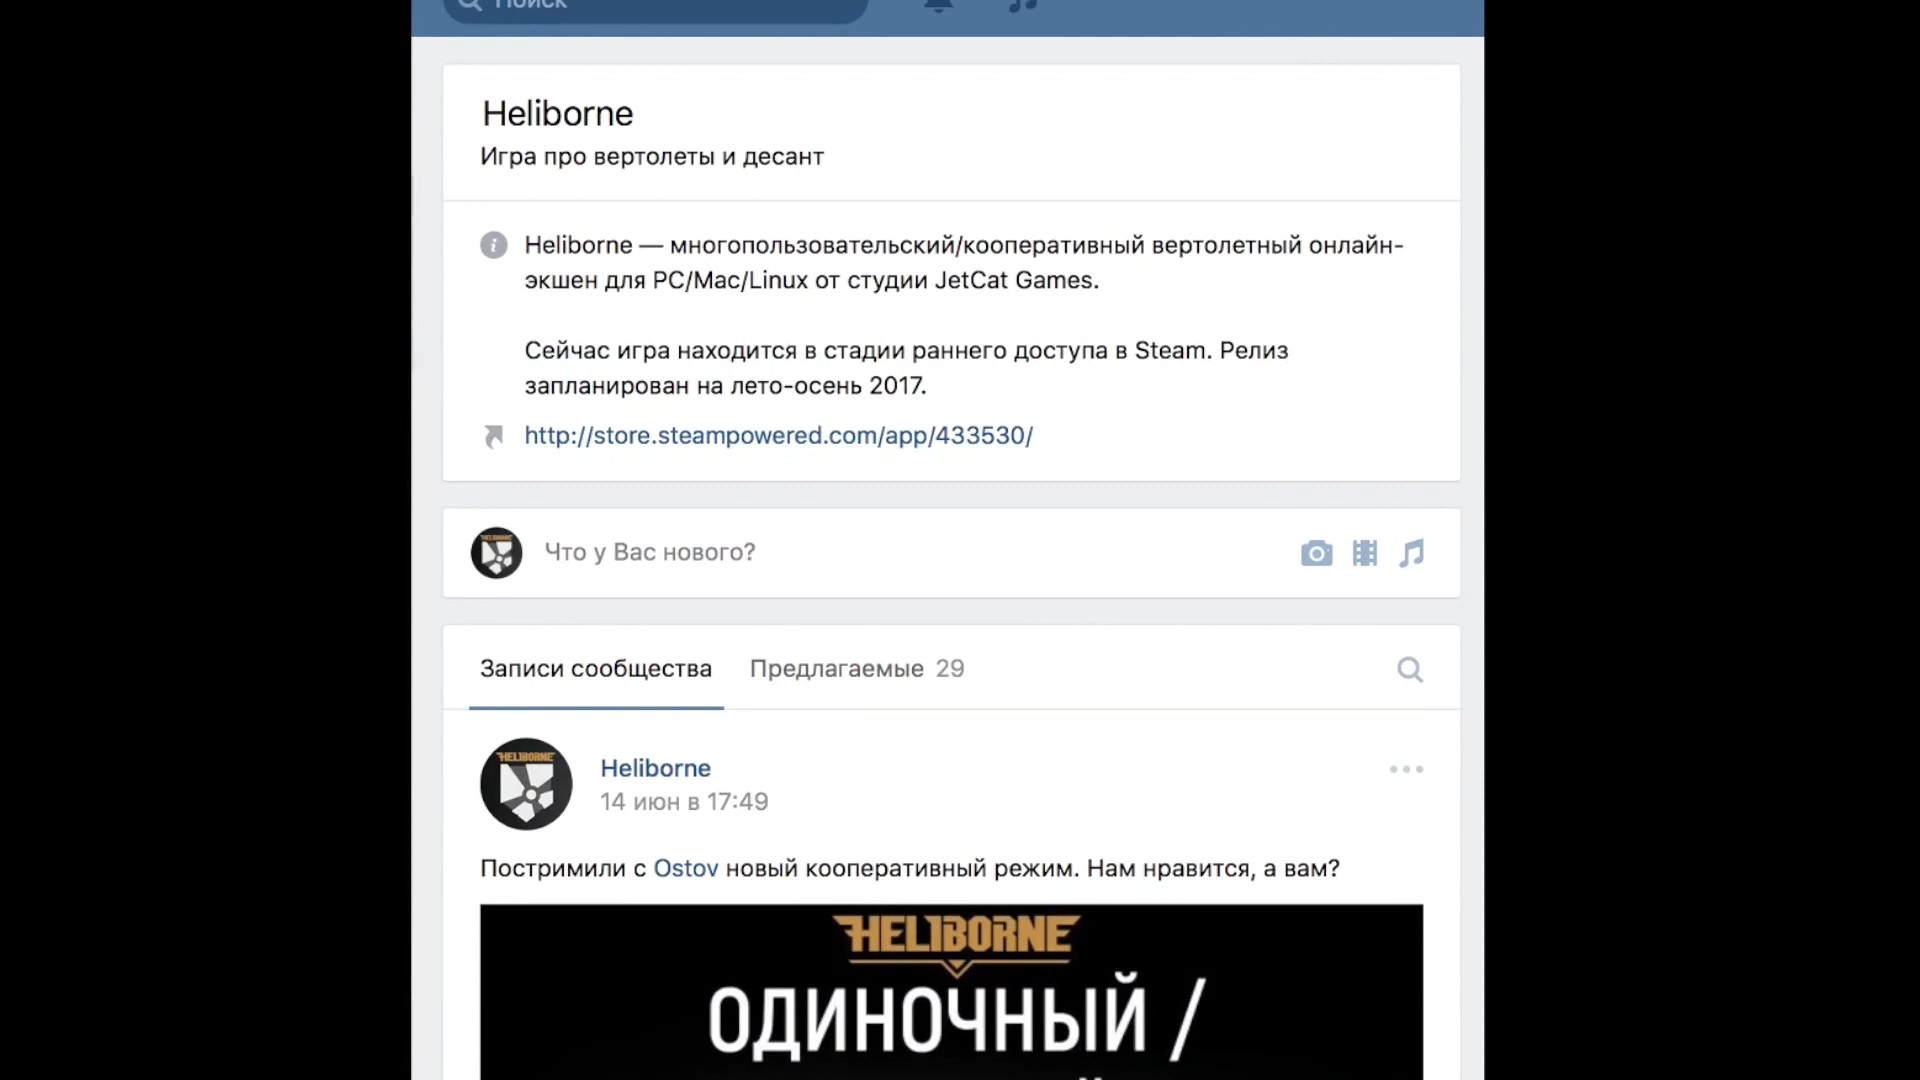 Поиск
Heliborne
Игра про вертолеты и десант
Heliborne — многопользовательский/кооперативный вертолетный онлайн-
экшен для PC/Mac/Linux от студии JetCat Games.
Сейчас игра находится в стадии раннего доступа в Steam. Релиз
запланирован на лето-осень 2017.
http://store.steampowered.com/app/433530/
Что у Вас нового?
Записи сообщества Предлагаемые 29
HELIBORNE
Heliborne
14 июн в 17:49
Постримили с Ostov новый кооперативный режим. Нам нравится, а вам?
HELIBORNE
ОДИНОЧНЫЙ /